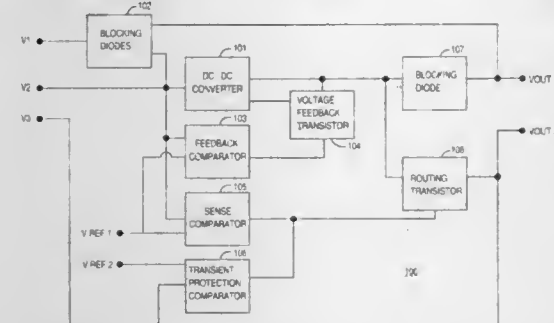 102
BLOCKING
DIODES
V1
101
107
DC DC
CONVERTER
BLOCKING
DIODE
VOUT
V2
VOLTAGE
FEEDBACK
TRANSISTOR
V3
103
104
VOUT
FEEDBACK
COMPARATOR
108
ROUTING
TRANSISTOR
105
SENSE
COMPARATOR
V REF 1
106
V REF 2
TRANSIENT
PROTECTION
COMPARATOR
100